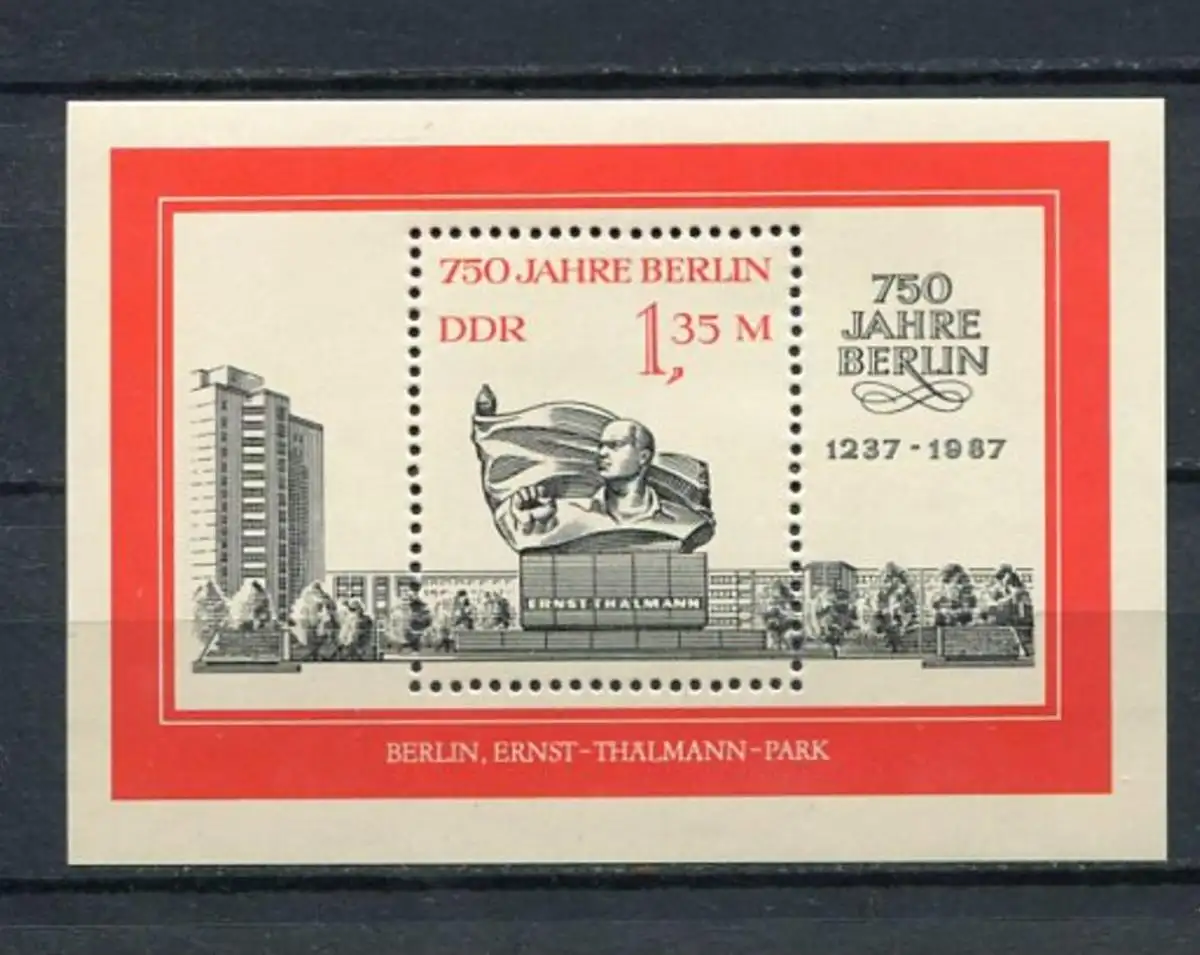 750 JAHRE BERLIN
DDR 1,35 M
750
JAHRE
BERLIN
1237 - 1987
ERNST THÄLMANN
BERLIN, ERNST-THÄLMANN-PARK